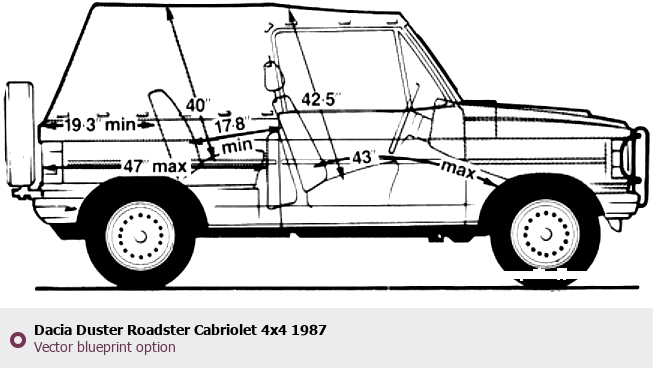 40"
42·5"
19·3" min
17·8"
min
47" max
43"
max
Dacia Duster Roadster Cabriolet 4x4 1987
Vector blueprint option